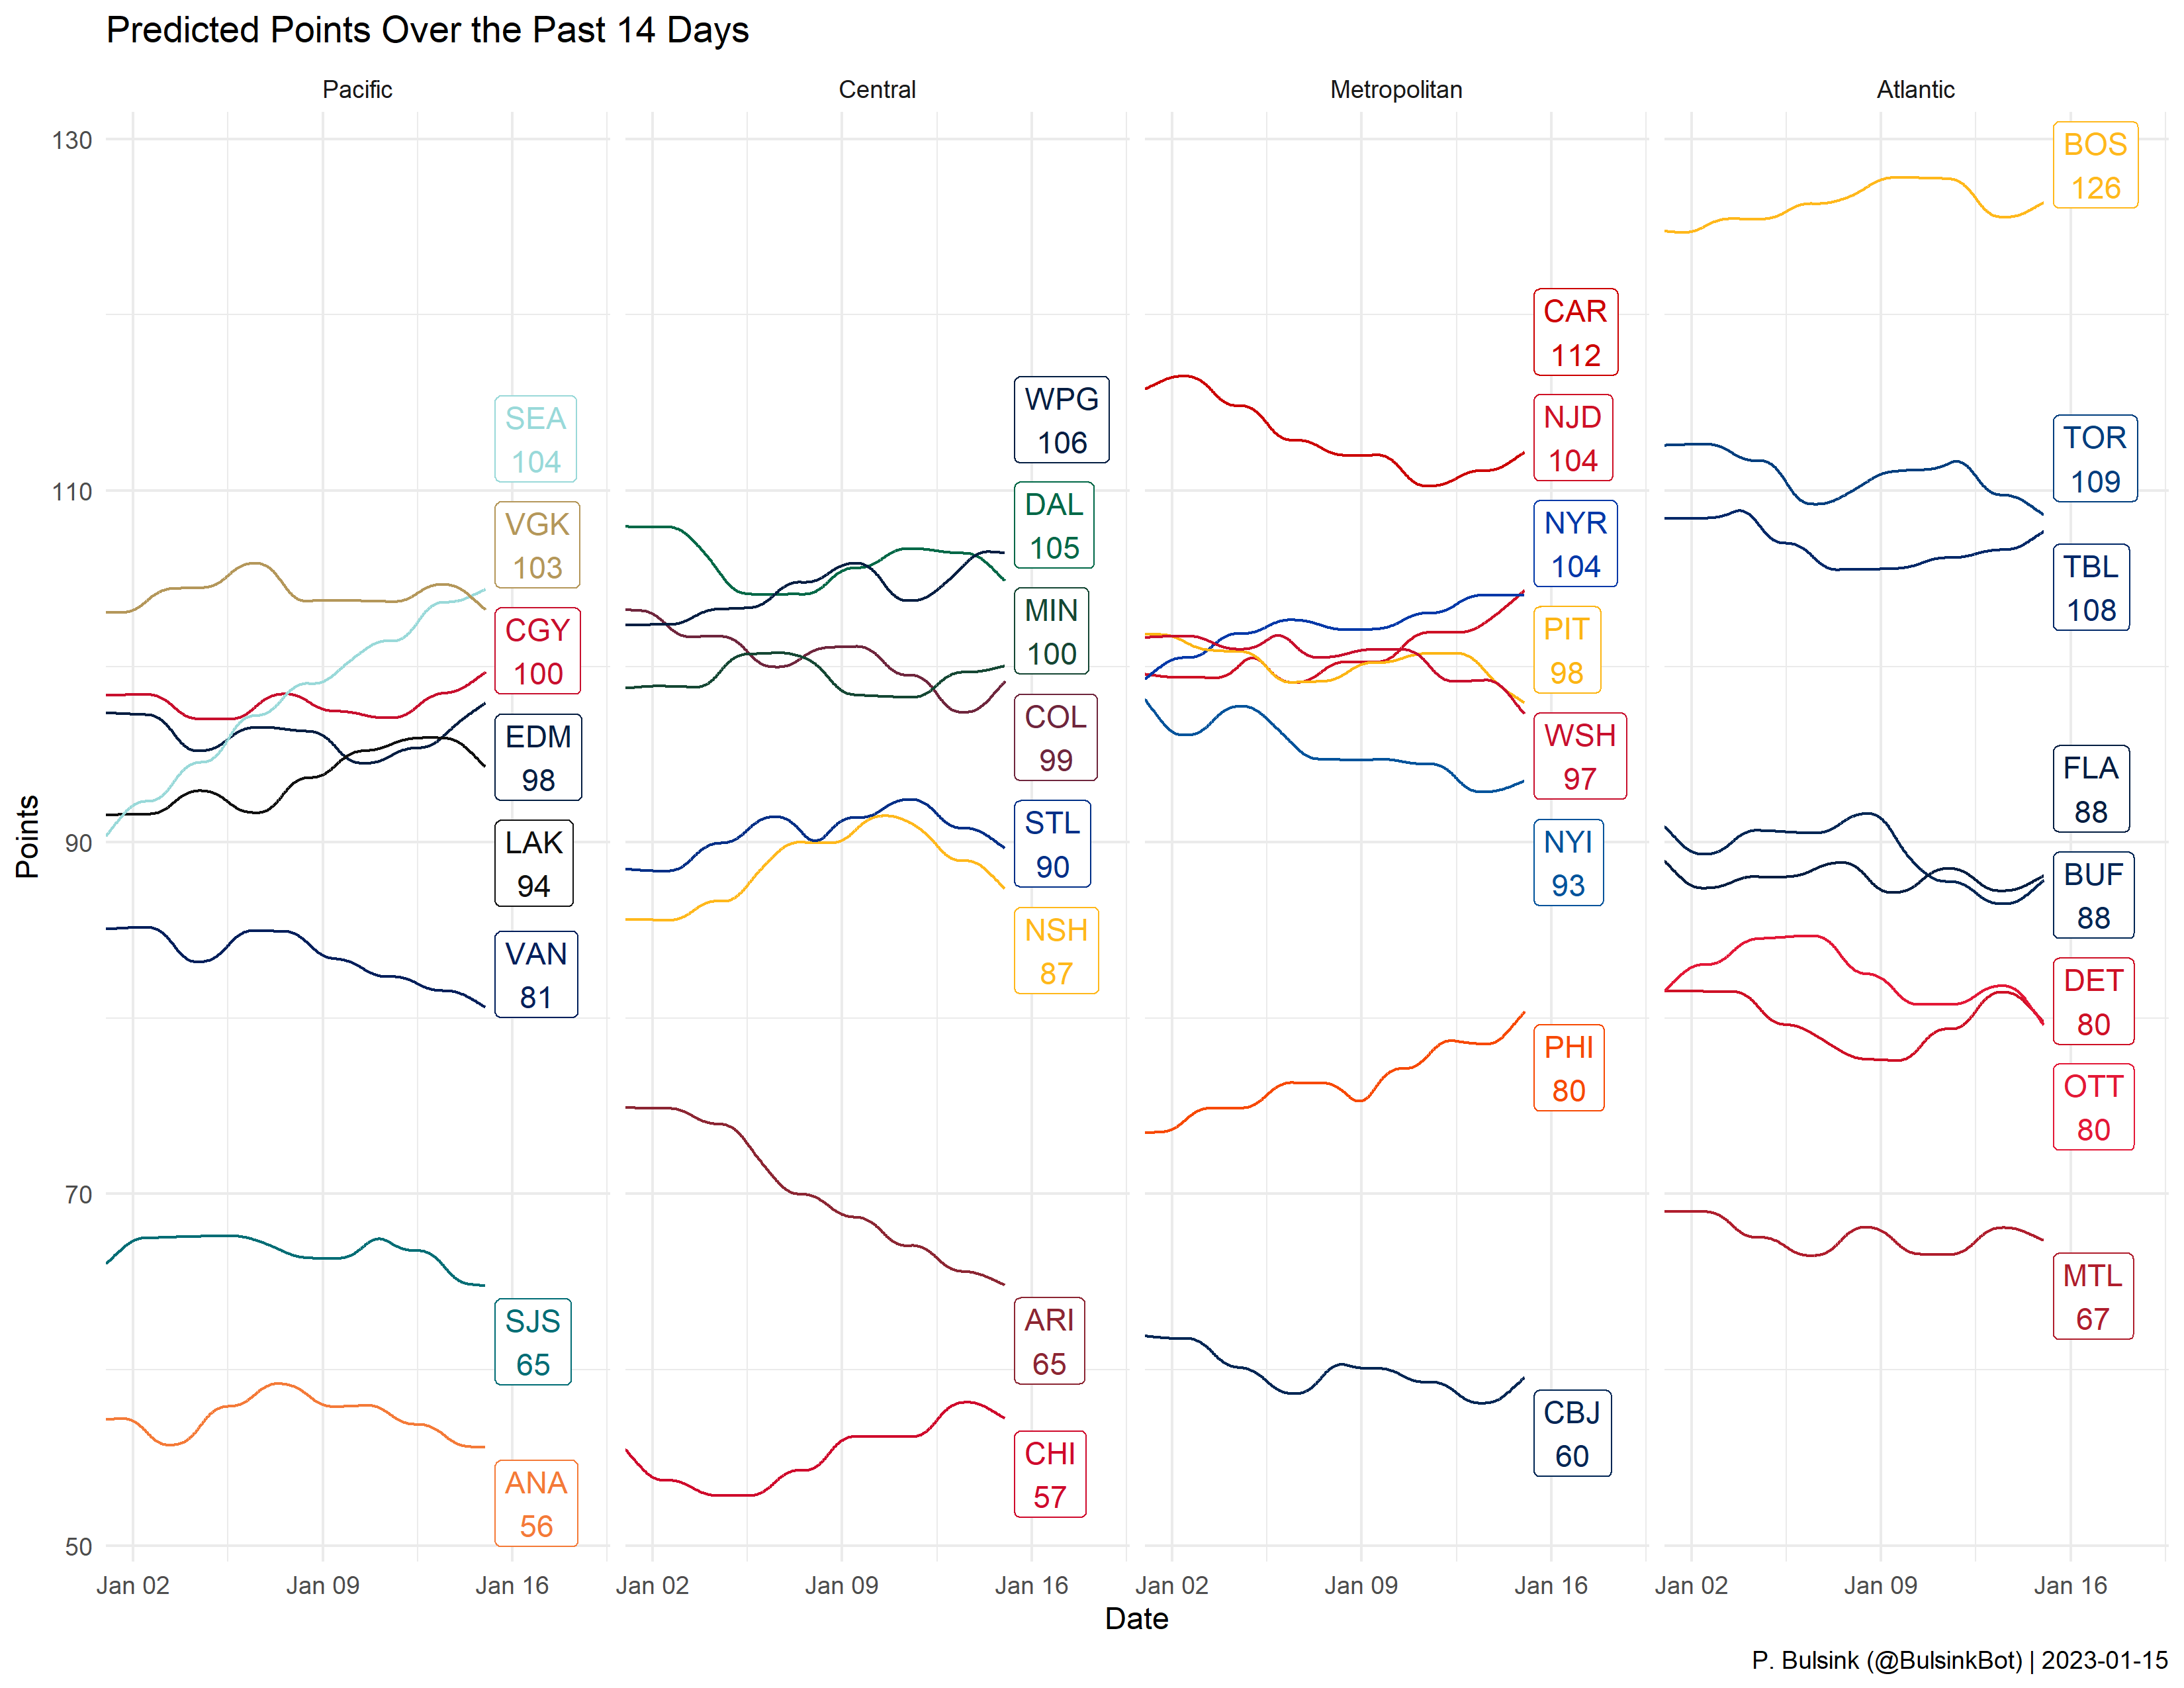 Predicted Points Over the Past 14 Days
Pacific
Central
Metropolitan
Atlantic
Points
130
110
90
70
50
SEA
104
VGK
103
CGY
100
EDM
98
LAK
94
VAN
81
SJS
65
ANA
56
WPG
106
DAL
105
MIN
100
COL
99
STL
90
NSH
87
ARI
65
CHI
57
CAR
112
NJD
104
NYR
104
PIT
98
WSH
97
NYI
93
PHI
80
CBJ
60
BOS
126
TOR
109
TBL
108
FLA
88
BUF
88
DET
80
OTT
80
MTL
67
Jan 02
Jan 09
Jan 16
Jan 02
Jan 09
Jan 16
Jan 02
Jan 09
Jan 16
Jan 02
Jan 09
Jan 16
Date
P. Bulsink (@BulsinkBot) | 2023-01-15